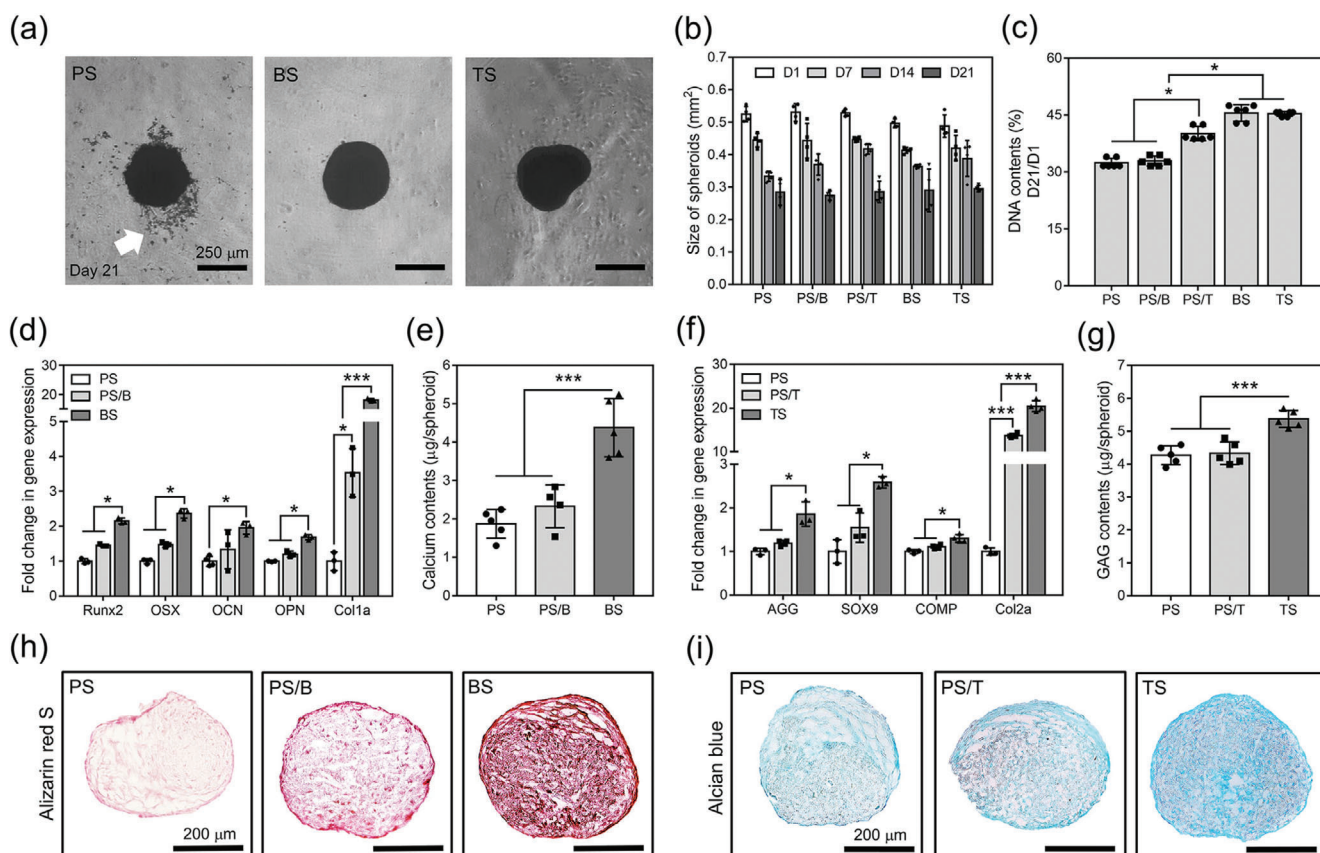 (a)
PS
BS
TS
Day 21
250 μm
(b)
Size of spheroids (mm²)
0.7
0.6
0.5
0.4
0.3
0.2
0.1
0.0
D1 D7 D14 D21
PS PS/B PS/T BS TS
(c)
DNA contents (%)
D21/D1
60
45
30
15
0
*
*
PS PS/B PS/T BS TS
(d)
Fold change in gene expression
30
20
10
4
2
0
PS
PS/B
BS
* * * * * ***
Runx2 OSX OCN OPN Col1a
(e)
Calcium contents (μg/spheroid)
6
5
4
3
2
1
0
***
PS PS/B BS
(f)
Fold change in gene expression
30
20
10
4
3
2
1
0
PS
PS/T
TS
* * * *** ***
AGG SOX9 COMP Col2a
(g)
GAG contents (μg/spheroid)
7
6
5
4
3
2
1
0
***
PS PS/T TS
(h)
Alizarin red S
PS
PS/B
BS
200 μm
(i)
Alcian blue
PS
PS/T
TS
200 μm